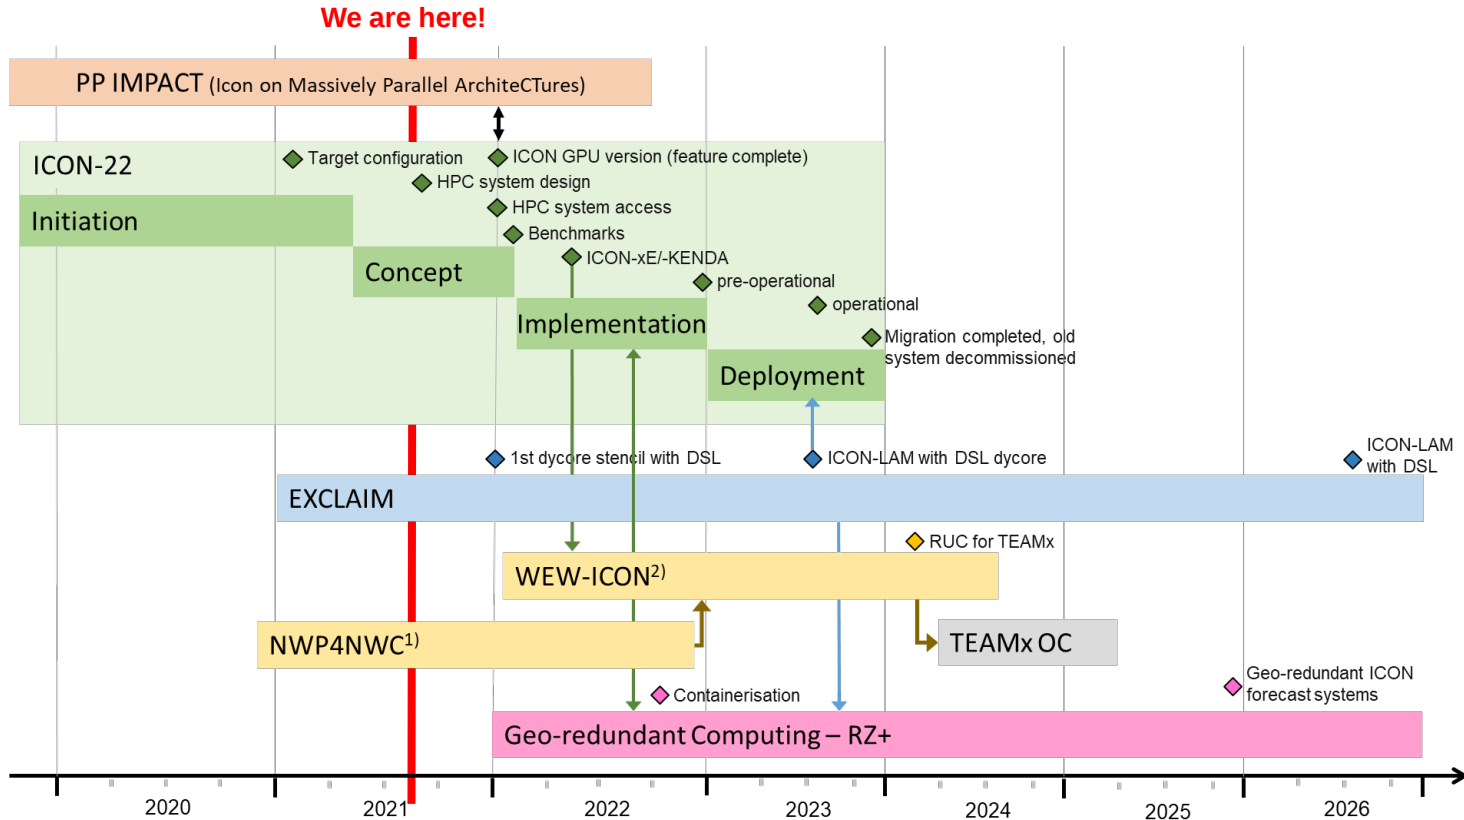 We are here!
PP IMPACT (Icon on Massively Parallel ArchiteCTures)
ICON-22
Target configuration
ICON GPU version (feature complete)
HPC system design
HPC system access
Initiation
Benchmarks
ICON-xE/-KENDA
Concept
pre-operational
operational
Implementation
Migration completed, old
system decommissioned
Deployment
1st dycore stencil with DSL
ICON-LAM with DSL dycore
ICON-LAM
with DSL
EXCLAIM
RUC for TEAMx
WEW-ICON2)
NWP4NWC1)
TEAMx OC
Containerisation
Geo-redundant ICON
forecast systems
Geo-redundant Computing – RZ+
2020
2021
2022
2023
2024
2025
2026